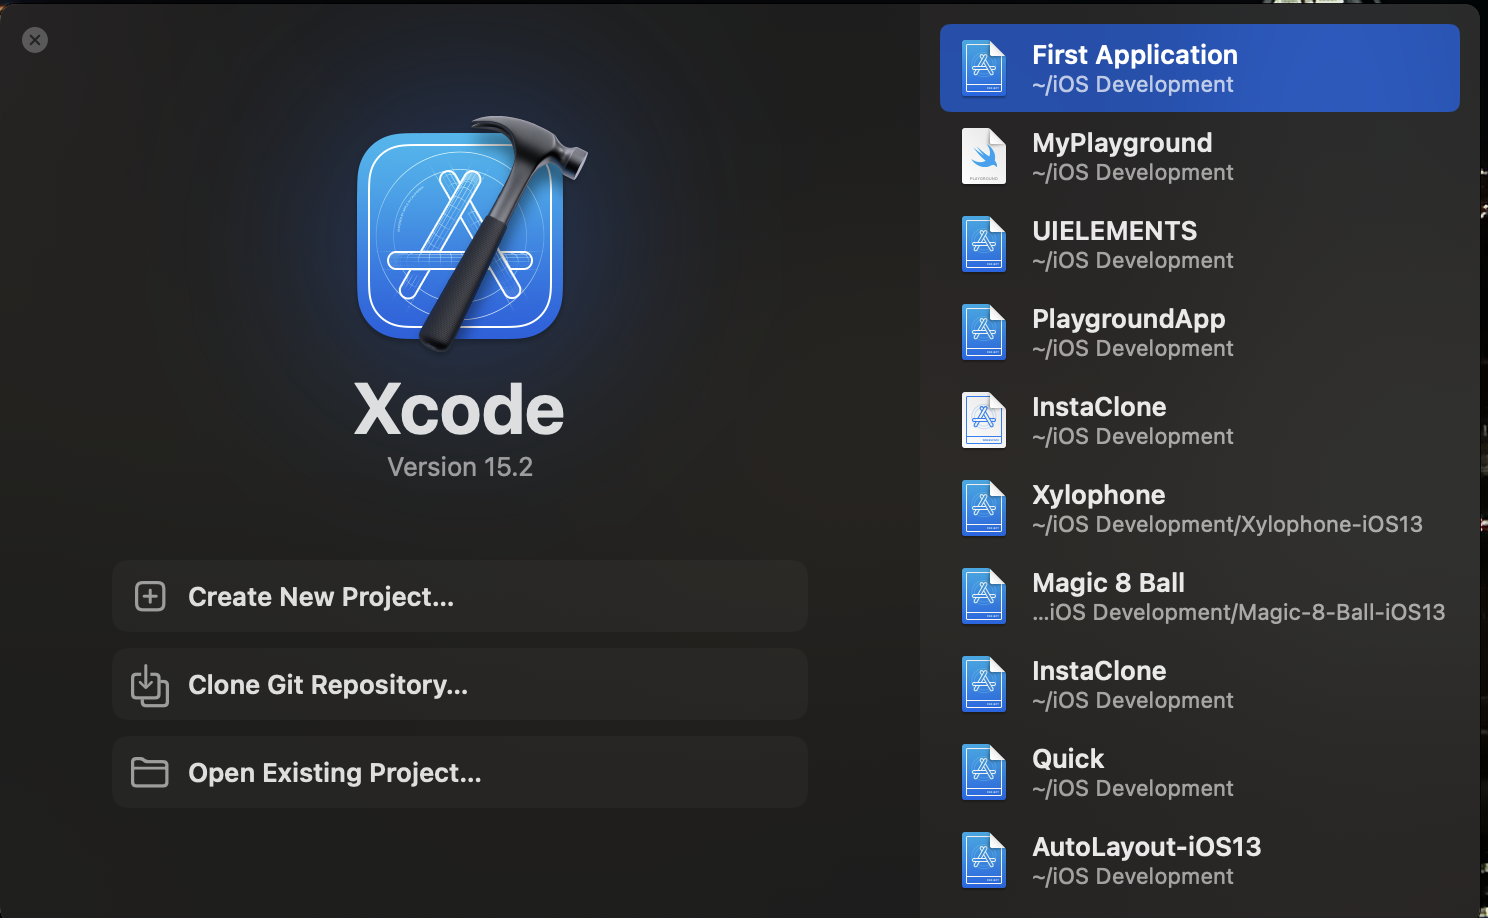 Xcode
Version 15.2
Create New Project...
Clone Git Repository...
Open Existing Project...
First Application
~/iOS Development
MyPlayground
~/iOS Development
UIELEMENTS
~/iOS Development
PlaygroundApp
~/iOS Development
InstaClone
~/iOS Development
Xylophone
~/iOS Development/Xylophone-iOS13
Magic 8 Ball
...iOS Development/Magic-8-Ball-iOS13
InstaClone
~/iOS Development
Quick
~/iOS Development
AutoLayout-iOS13
~/iOS Development